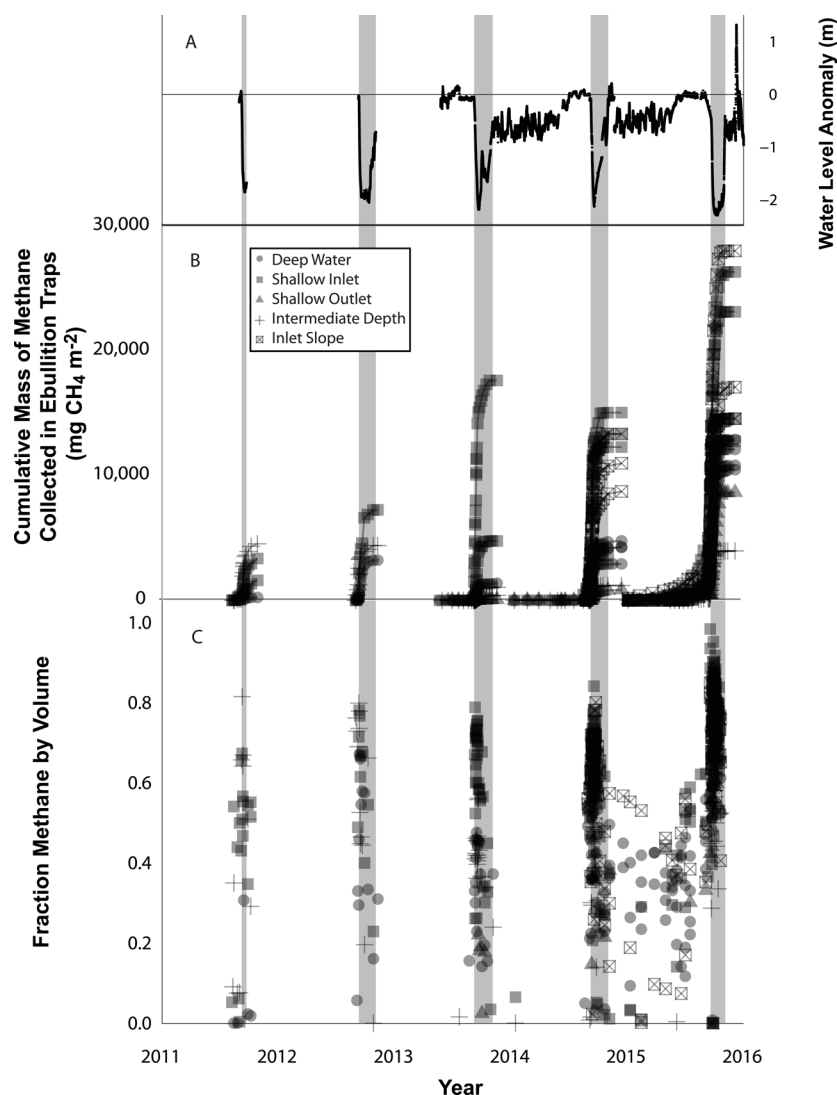 A
1
0
−1
−2
Water Level Anomaly (m)
30,000
20,000
10,000
0
Cumulative Mass of Methane
Collected in Ebullition Traps
(mg CH₄ m⁻²)
B
Deep Water
Shallow Inlet
Shallow Outlet
Intermediate Depth
Inlet Slope
C
1.0
0.8
0.6
0.4
0.2
0.0
Fraction Methane by Volume
2011
2012
2013
2014
2015
2016
Year